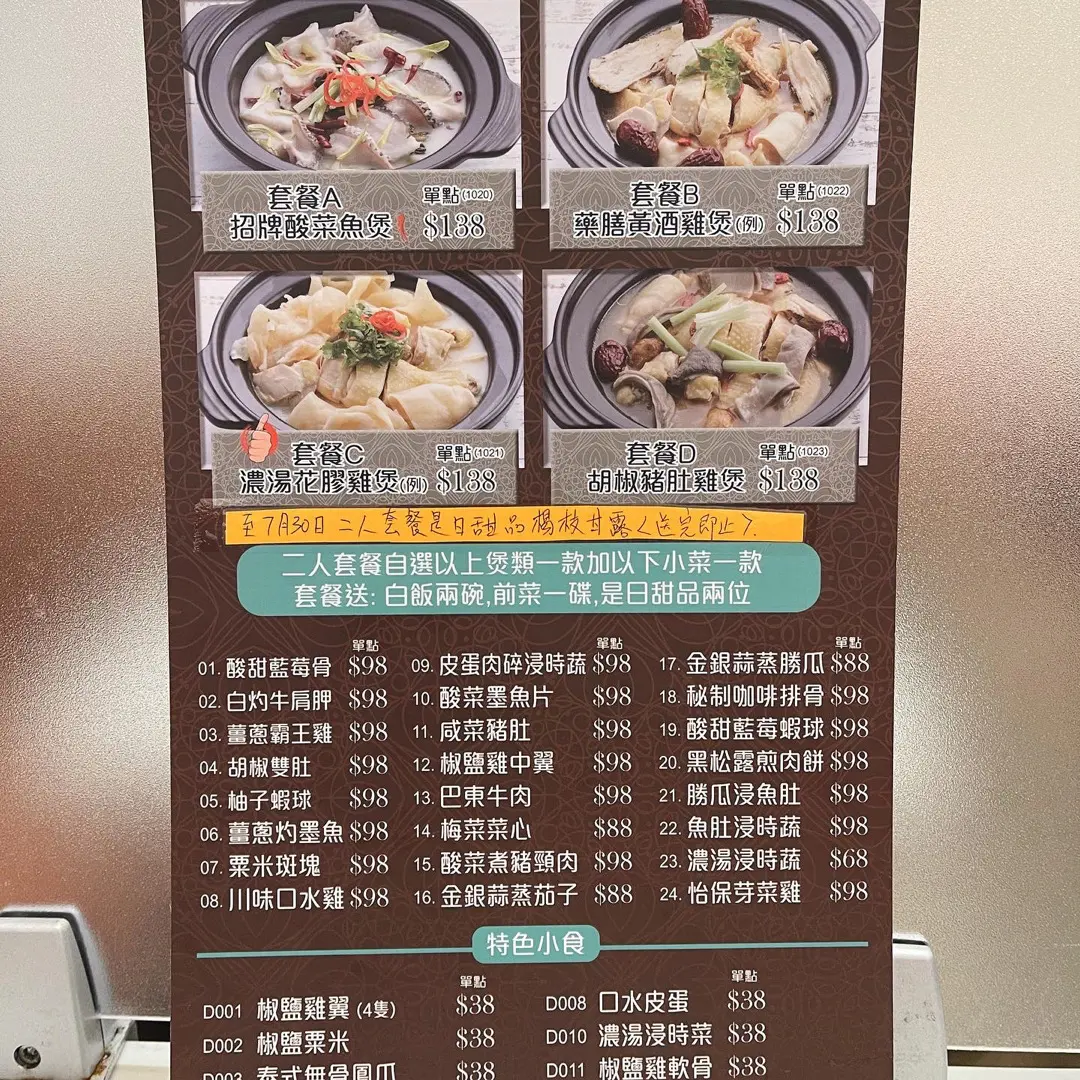 套餐A 單點(1020)
招牌酸菜魚煲 $138
套餐B 單點(1022)
藥膳黃酒雞煲(例) $138
套餐C 單點(1021)
濃湯花膠雞煲(例) $138
套餐D 單點(1023)
胡椒豬肚雞煲 $138
至7月30日二人套餐是日甜品楊枝甘露<送完即止>.
二人套餐自選以上煲類一款加以下小菜一款
套餐送: 白飯兩碗,前菜一碟,是日甜品兩位
單點
01. 酸甜藍莓骨 $98
02. 白灼牛肩胛 $98
03. 薑蔥霸王雞 $98
04. 胡椒雙肚 $98
05. 柚子蝦球 $98
06. 薑蔥灼墨魚 $98
07. 粟米斑塊 $98
08. 川味口水雞 $98
單點
09. 皮蛋肉碎浸時蔬 $98
10. 酸菜墨魚片 $98
11. 咸菜豬肚 $98
12. 椒鹽雞中翼 $98
13. 巴東牛肉 $98
14. 梅菜菜心 $88
15. 酸菜煮豬頸肉 $98
16. 金銀蒜蒸茄子 $88
單點
17. 金銀蒜蒸勝瓜 $88
18. 秘制咖啡排骨 $98
19. 酸甜藍莓蝦球 $98
20. 黑松露煎肉餅 $98
21. 勝瓜浸魚肚 $98
22. 魚肚浸時蔬 $98
23. 濃湯浸時蔬 $68
24. 怡保芽菜雞 $98
特色小食
單點
D001 椒鹽雞翼 (4隻) $38
D002 椒鹽粟米 $38
D003 泰式無骨鳳爪 $38
單點
D008 口水皮蛋 $38
D010 濃湯浸時菜 $38
D011 椒鹽雞軟骨 $38